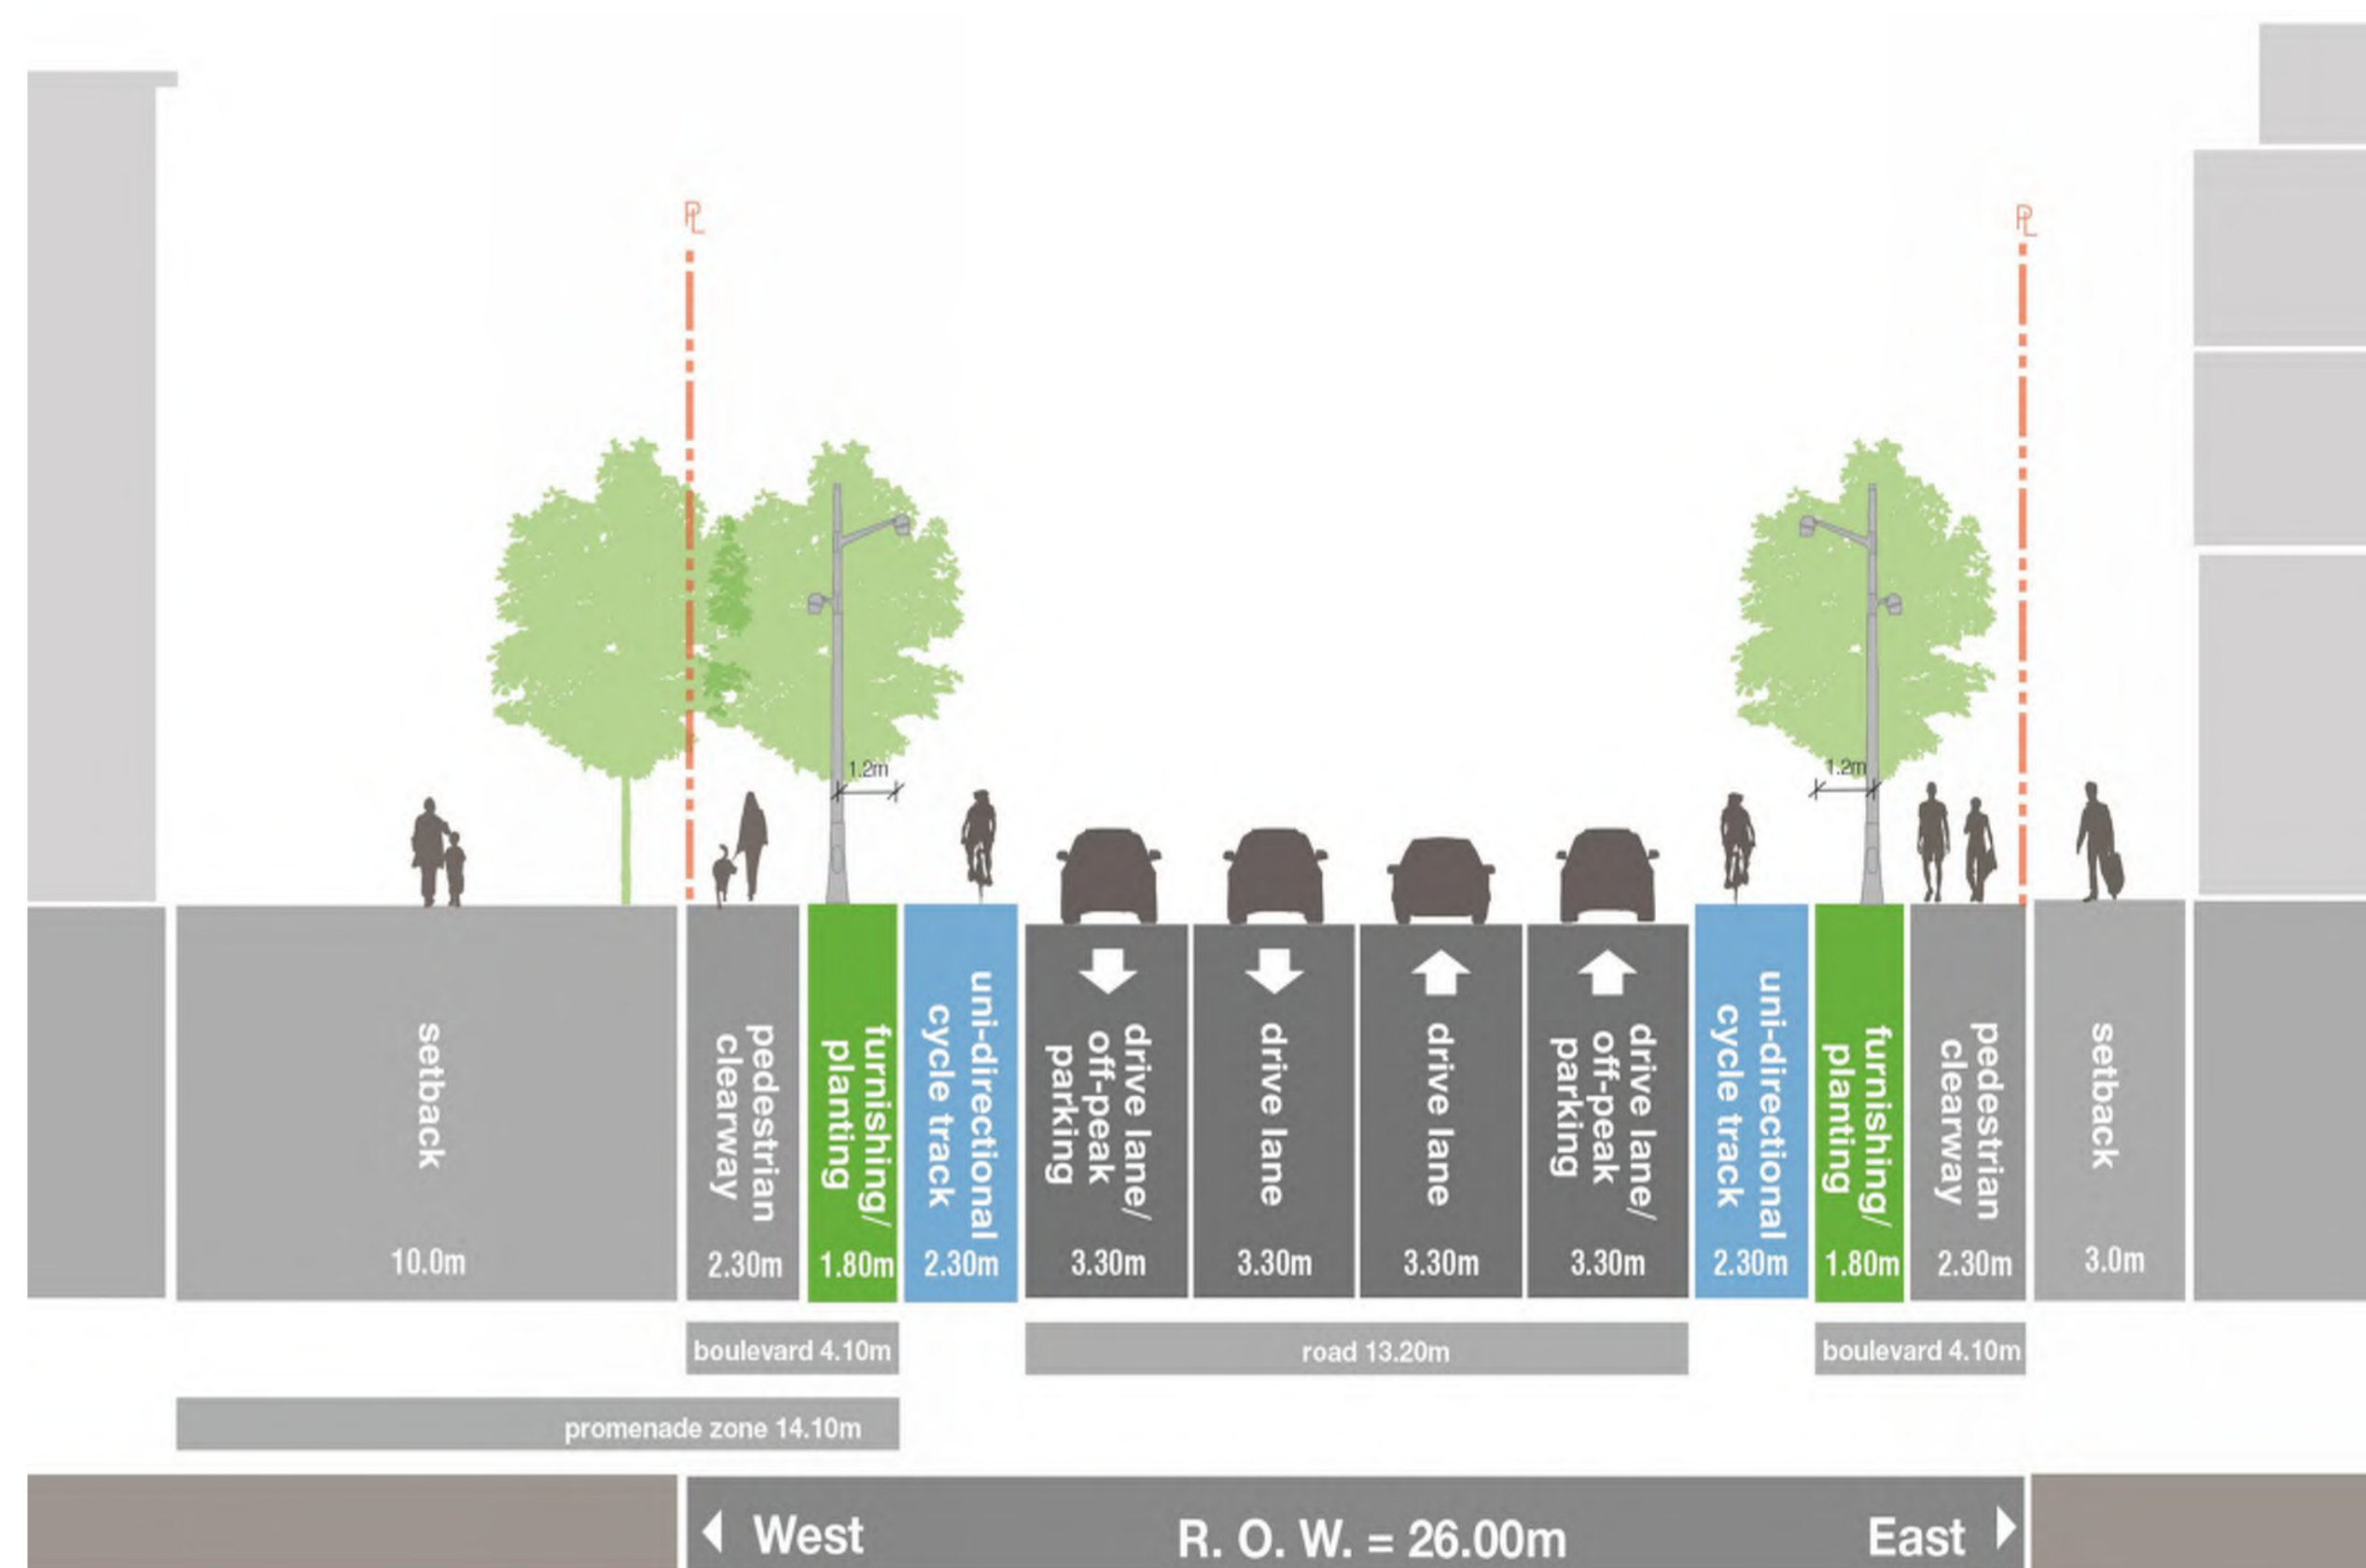 PL
PL
1.2m
1.2m
setback
10.0m
pedestrian
clearway
2.30m
furnishing/
planting
1.80m
uni-directional
cycle track
2.30m
drive lane/
off-peak
parking
3.30m
drive lane
3.30m
drive lane
3.30m
drive lane/
off-peak
parking
3.30m
uni-directional
cycle track
2.30m
furnishing/
planting
1.80m
pedestrian
clearway
2.30m
setback
3.0m
boulevard 4.10m
road 13.20m
boulevard 4.10m
promenade zone 14.10m
West
R. O. W. = 26.00m
East